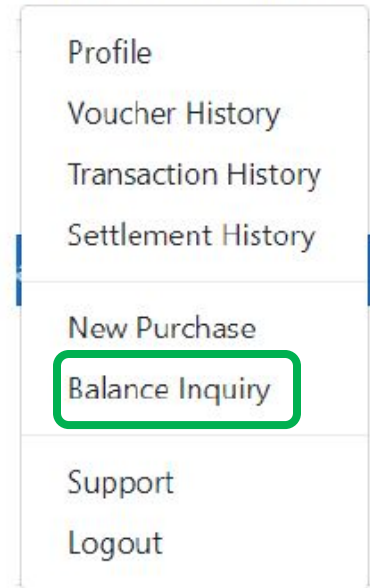 Profile
Voucher History
Transaction History
Settlement History
New Purchase
Balance Inquiry
Support
Logout